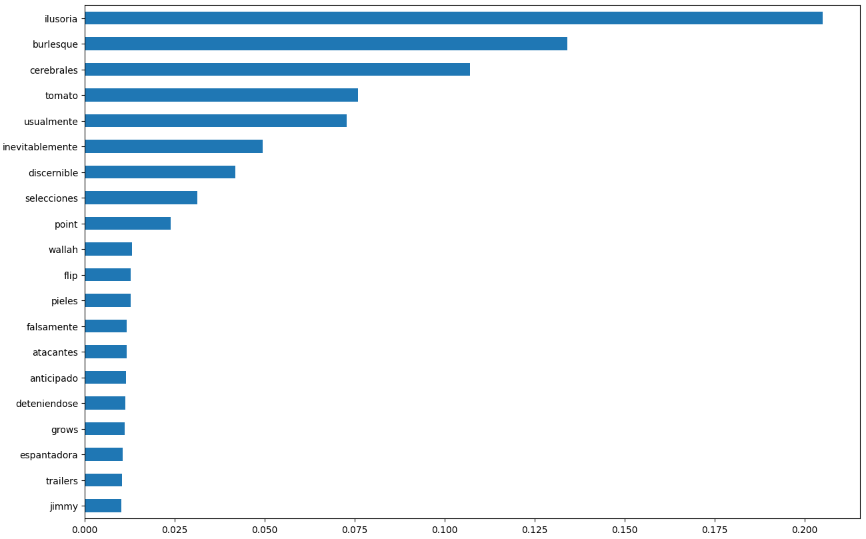 ilusoria
burlesque
cerebrales
tomato
usualmente
inevitablemente
discernible
selecciones
point
wallah
flip
pieles
falsamente
atacantes
anticipado
deteniendose
grows
espantadora
trailers
jimmy
0.000 0.025 0.050 0.075 0.100 0.125 0.150 0.175 0.200